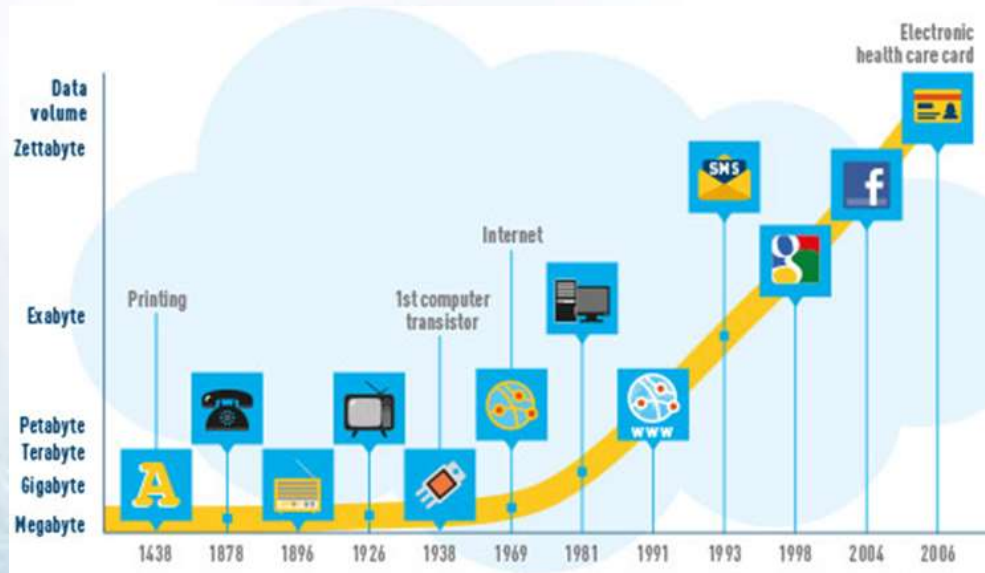 Electronic
health care card
Data
volume
Zettabyte
SMS
f
g
Internet
Printing
1st computer
transistor
Exabyte
Petabyte
Terabyte
Gigabyte
Megabyte
A
WWW
1438 1878 1896 1926 1938 1969 1981 1991 1993 1998 2004 2006